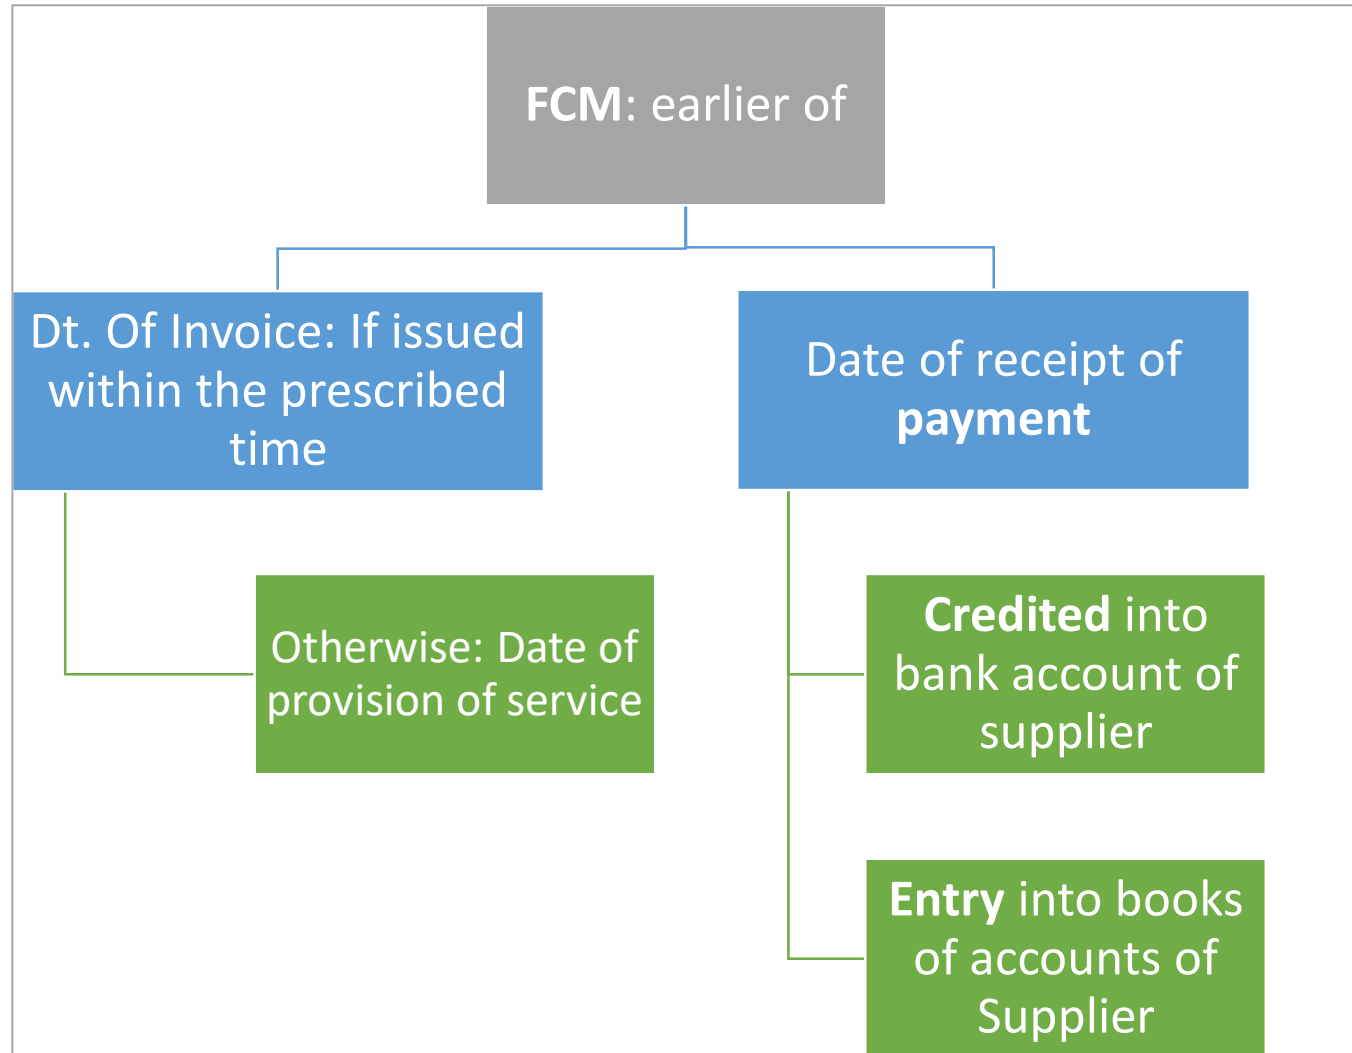 FCM: earlier of
Dt. Of Invoice: If issued
within the prescribed
time
Date of receipt of
payment
Otherwise: Date of
provision of service
Credited into
bank account of
supplier
Entry into books
of accounts of
Supplier